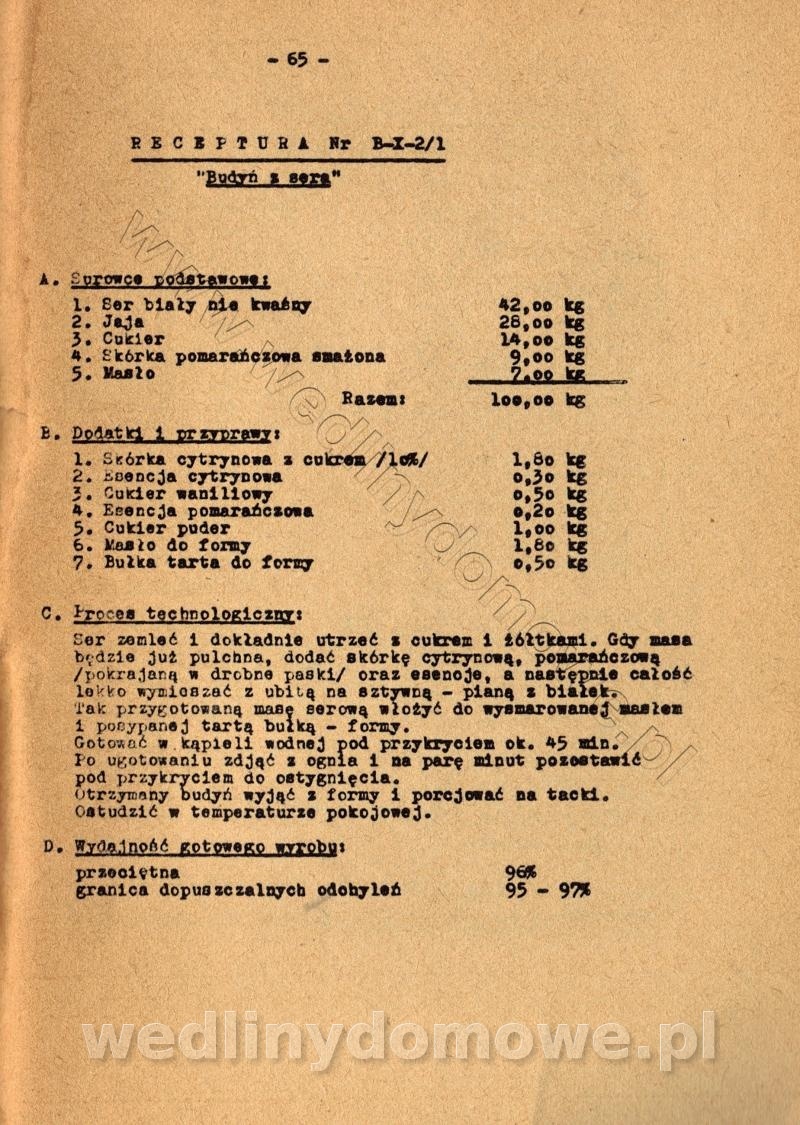 - 65 -
RECEPTURA Nr B-X-2/1
"Budyń z sera"
A. Surowce podstawowe:
1. Ser biały nie kwaśny 42,00 kg
2. Jaja 28,00 kg
3. Cukier 14,00 kg
4. Skórka pomarańczowa smażona 9,00 kg
5. Masło 7.00 kg
Razem: 100,00 kg
B. Dodatki i przyprawy:
1. Skórka cytrynowa z cukrem /10%/ 1,80 kg
2. Esencja cytrynowa 0,30 kg
3. Cukier waniliowy 0,50 kg
4. Esencja pomarańczowa 0,20 kg
5. Cukier puder 1,00 kg
6. Masło do formy 1,80 kg
7. Bułka tarta do formy 0,50 kg
C. Proces technologiczny:
Ser zemleć i dokładnie utrzeć z cukrem i żółtkami. Gdy masa
będzie już pulchna, dodać skórkę cytrynową, pomarańczową
/pokrajaną w drobne paski/ oraz esencje, a następnie całość
lekko wymieszać z ubitą na sztywną - pianą z białek.
Tak przygotowaną masę serową włożyć do wysmarowanej masłem
i posypanej tartą bułką - formy.
Gotować w kąpieli wodnej pod przykryciem ok. 45 min.
Po ugotowaniu zdjąć z ognia i na parę minut pozostawić
pod przykryciem do ostygnięcia.
Otrzymany budyń wyjąć z formy i porcjować na tacki.
Ostudzić w temperaturze pokojowej.
D. Wydajność gotowego wyrobu:
przeciętna 96%
granica dopuszczalnych odchyleń 95 - 97%
www.wedlinydomowe.pl
wedlinydomowe.pl